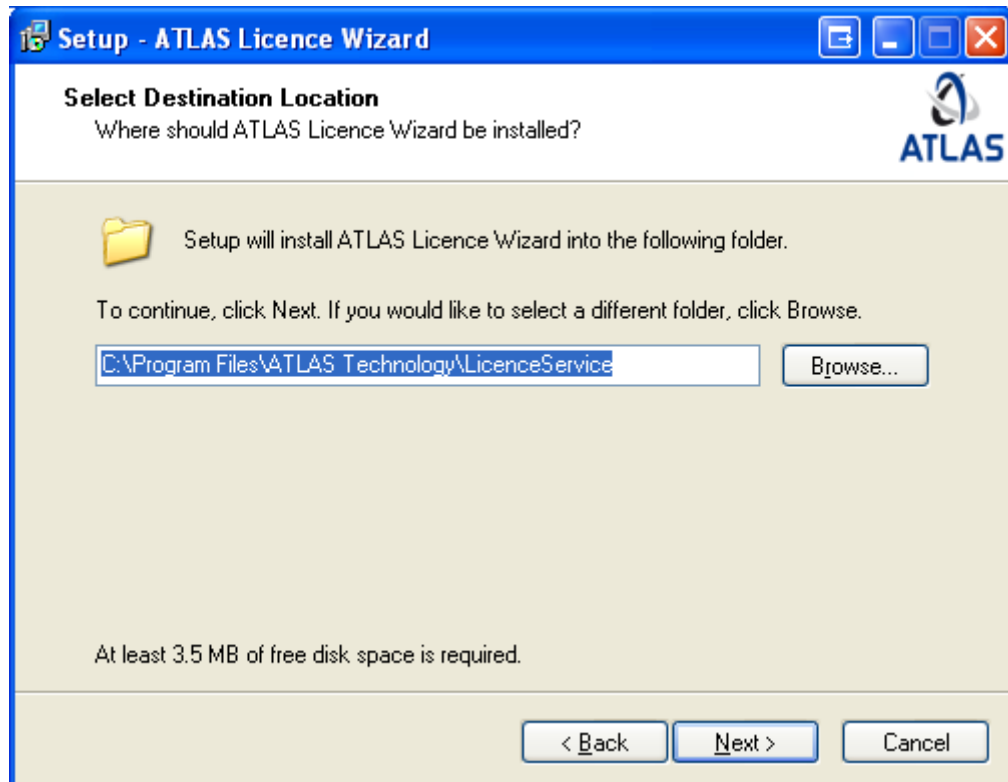 Setup - ATLAS Licence Wizard
Select Destination Location
Where should ATLAS Licence Wizard be installed?
ATLAS
Setup will install ATLAS Licence Wizard into the following folder.
To continue, click Next. If you would like to select a different folder, click Browse.
C:\Program Files\ATLAS Technology\LicenceService
Browse...
At least 3.5 MB of free disk space is required.
< Back
Next >
Cancel